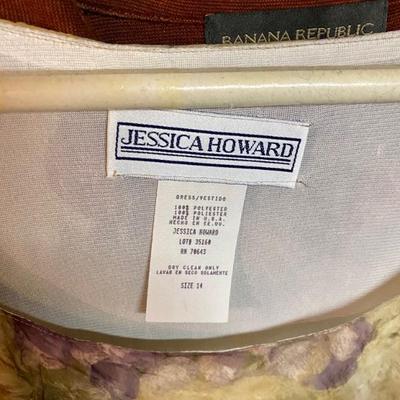 BANANA REPUBLIC
JESSICA HOWARD
DRESS/VESTIDO
100% POLYESTER
100% POLIESTER
MADE IN U.S.A.
HECHO EN EE.UU.
JESSICA HOWARD
LOT# 35160
RN 70643
DRY CLEAN ONLY
LAVAR EN SECO SOLAMENTE
SIZE 14